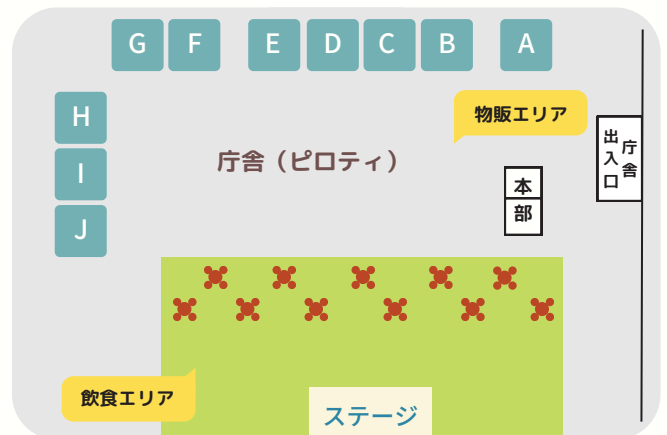 G F E D C B A
H
I
J
物販エリア
庁舎（ピロティ）
庁舎
出入口
本部
飲食エリア
ステージ